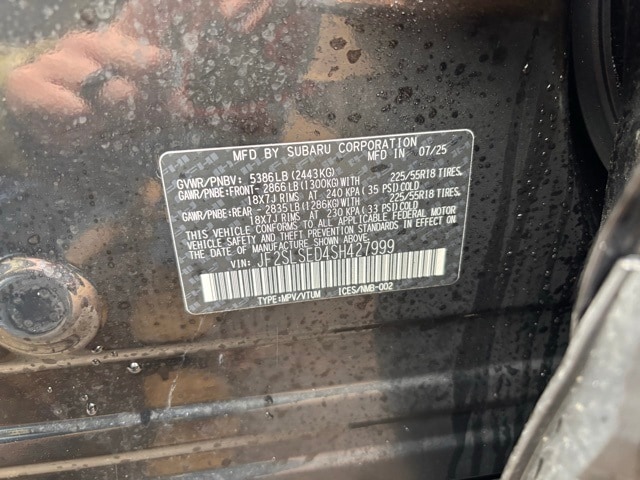 MFD BY SUBARU CORPORATION
MFD IN 07/25
GVWR/PNBV: 5386LB (2443KG)
GAWR/PNBE:FRONT- 2866LB(1300KG)WITH 225/55R18 TIRES,
18X7J RIMS AT 240 KPA (35 PSI) COLD
GAWR/PNBE:REAR - 2835LB(1286KG)WITH 225/55R18 TIRES,
18X7J RIMS AT 230 KPA (33 PSI) COLD
THIS VEHICLE CONFORMS TO ALL APPLICABLE FEDERAL MOTOR
VEHICLE SAFETY, BUMPER, AND THEFT PREVENTION
STANDARDS IN EFFECT ON
THE DATE OF MANUFACTURE SHOWN ABOVE.
VIN: JF2SLSED4SH427999
TYPE:MPV/VTUM ICES/NMB-002